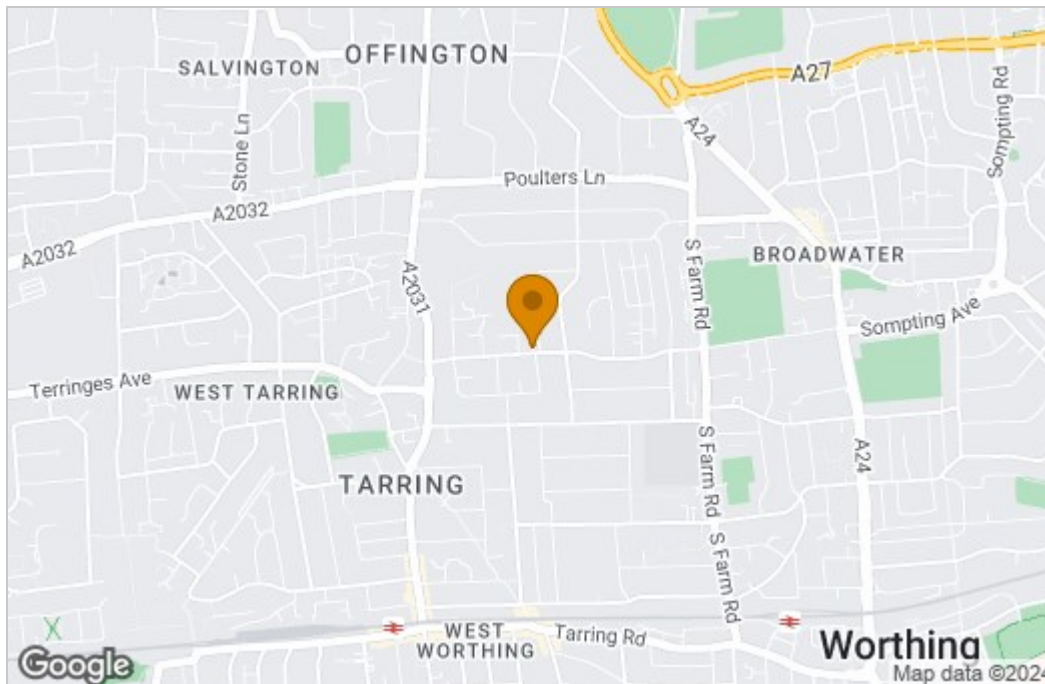 OFFINGTON
SALVINGTON
A27
Stone Ln
A24
Sompting Rd
Poulters Ln
A2032
A2032
A2031
S Farm Rd
BROADWATER
Sompting Ave
Terringes Ave
WEST TARRING
TARRING
S Farm Rd
A24
S Farm Rd
WEST
WORTHING
Tarring Rd
Worthing
Google
Map data ©2024